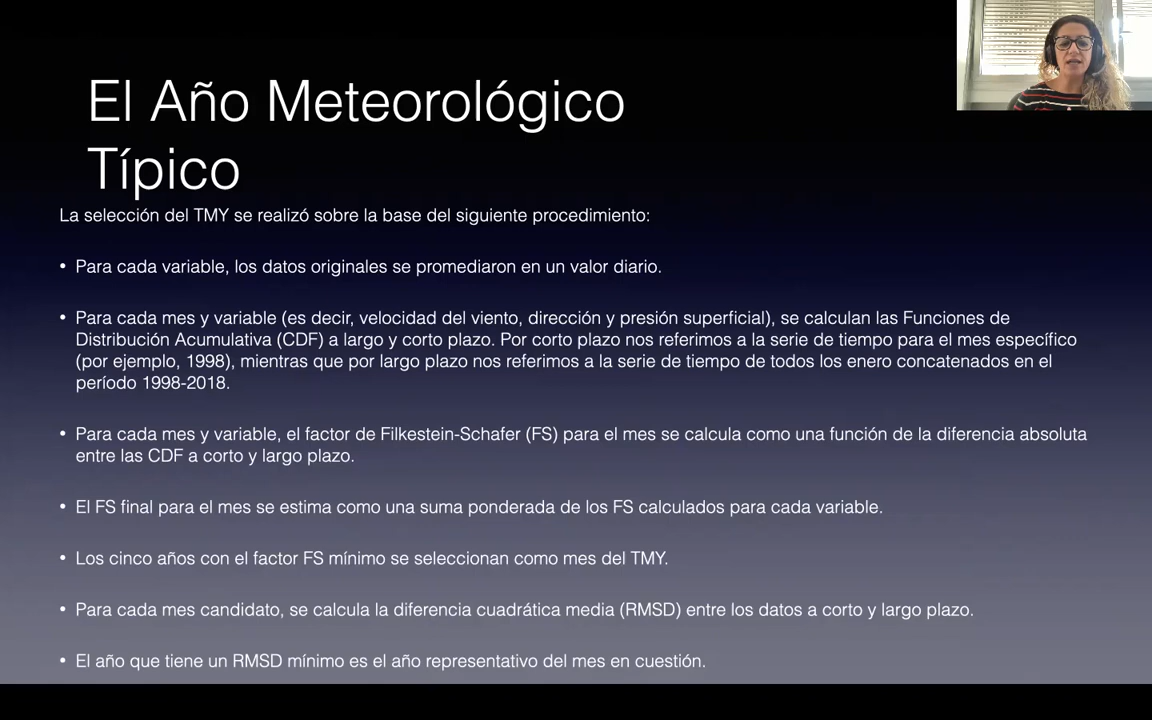 El Año Meteorológico
Típico
La selección del TMY se realizó sobre la base del siguiente procedimiento:
• Para cada variable, los datos originales se promediaron en un valor diario.
• Para cada mes y variable (es decir, velocidad del viento, dirección y presión superficial), se calculan las Funciones de
Distribución Acumulativa (CDF) a largo y corto plazo. Por corto plazo nos referimos a la serie de tiempo para el mes específico
(por ejemplo, 1998), mientras que por largo plazo nos referimos a la serie de tiempo de todos los enero concatenados en el
período 1998-2018.
• Para cada mes y variable, el factor de Filkestein-Schafer (FS) para el mes se calcula como una función de la diferencia absoluta
entre las CDF a corto y largo plazo.
• El FS final para el mes se estima como una suma ponderada de los FS calculados para cada variable.
• Los cinco años con el factor FS mínimo se seleccionan como mes del TMY.
• Para cada mes candidato, se calcula la diferencia cuadrática media (RMSD) entre los datos a corto y largo plazo.
• El año que tiene un RMSD mínimo es el año representativo del mes en cuestión.